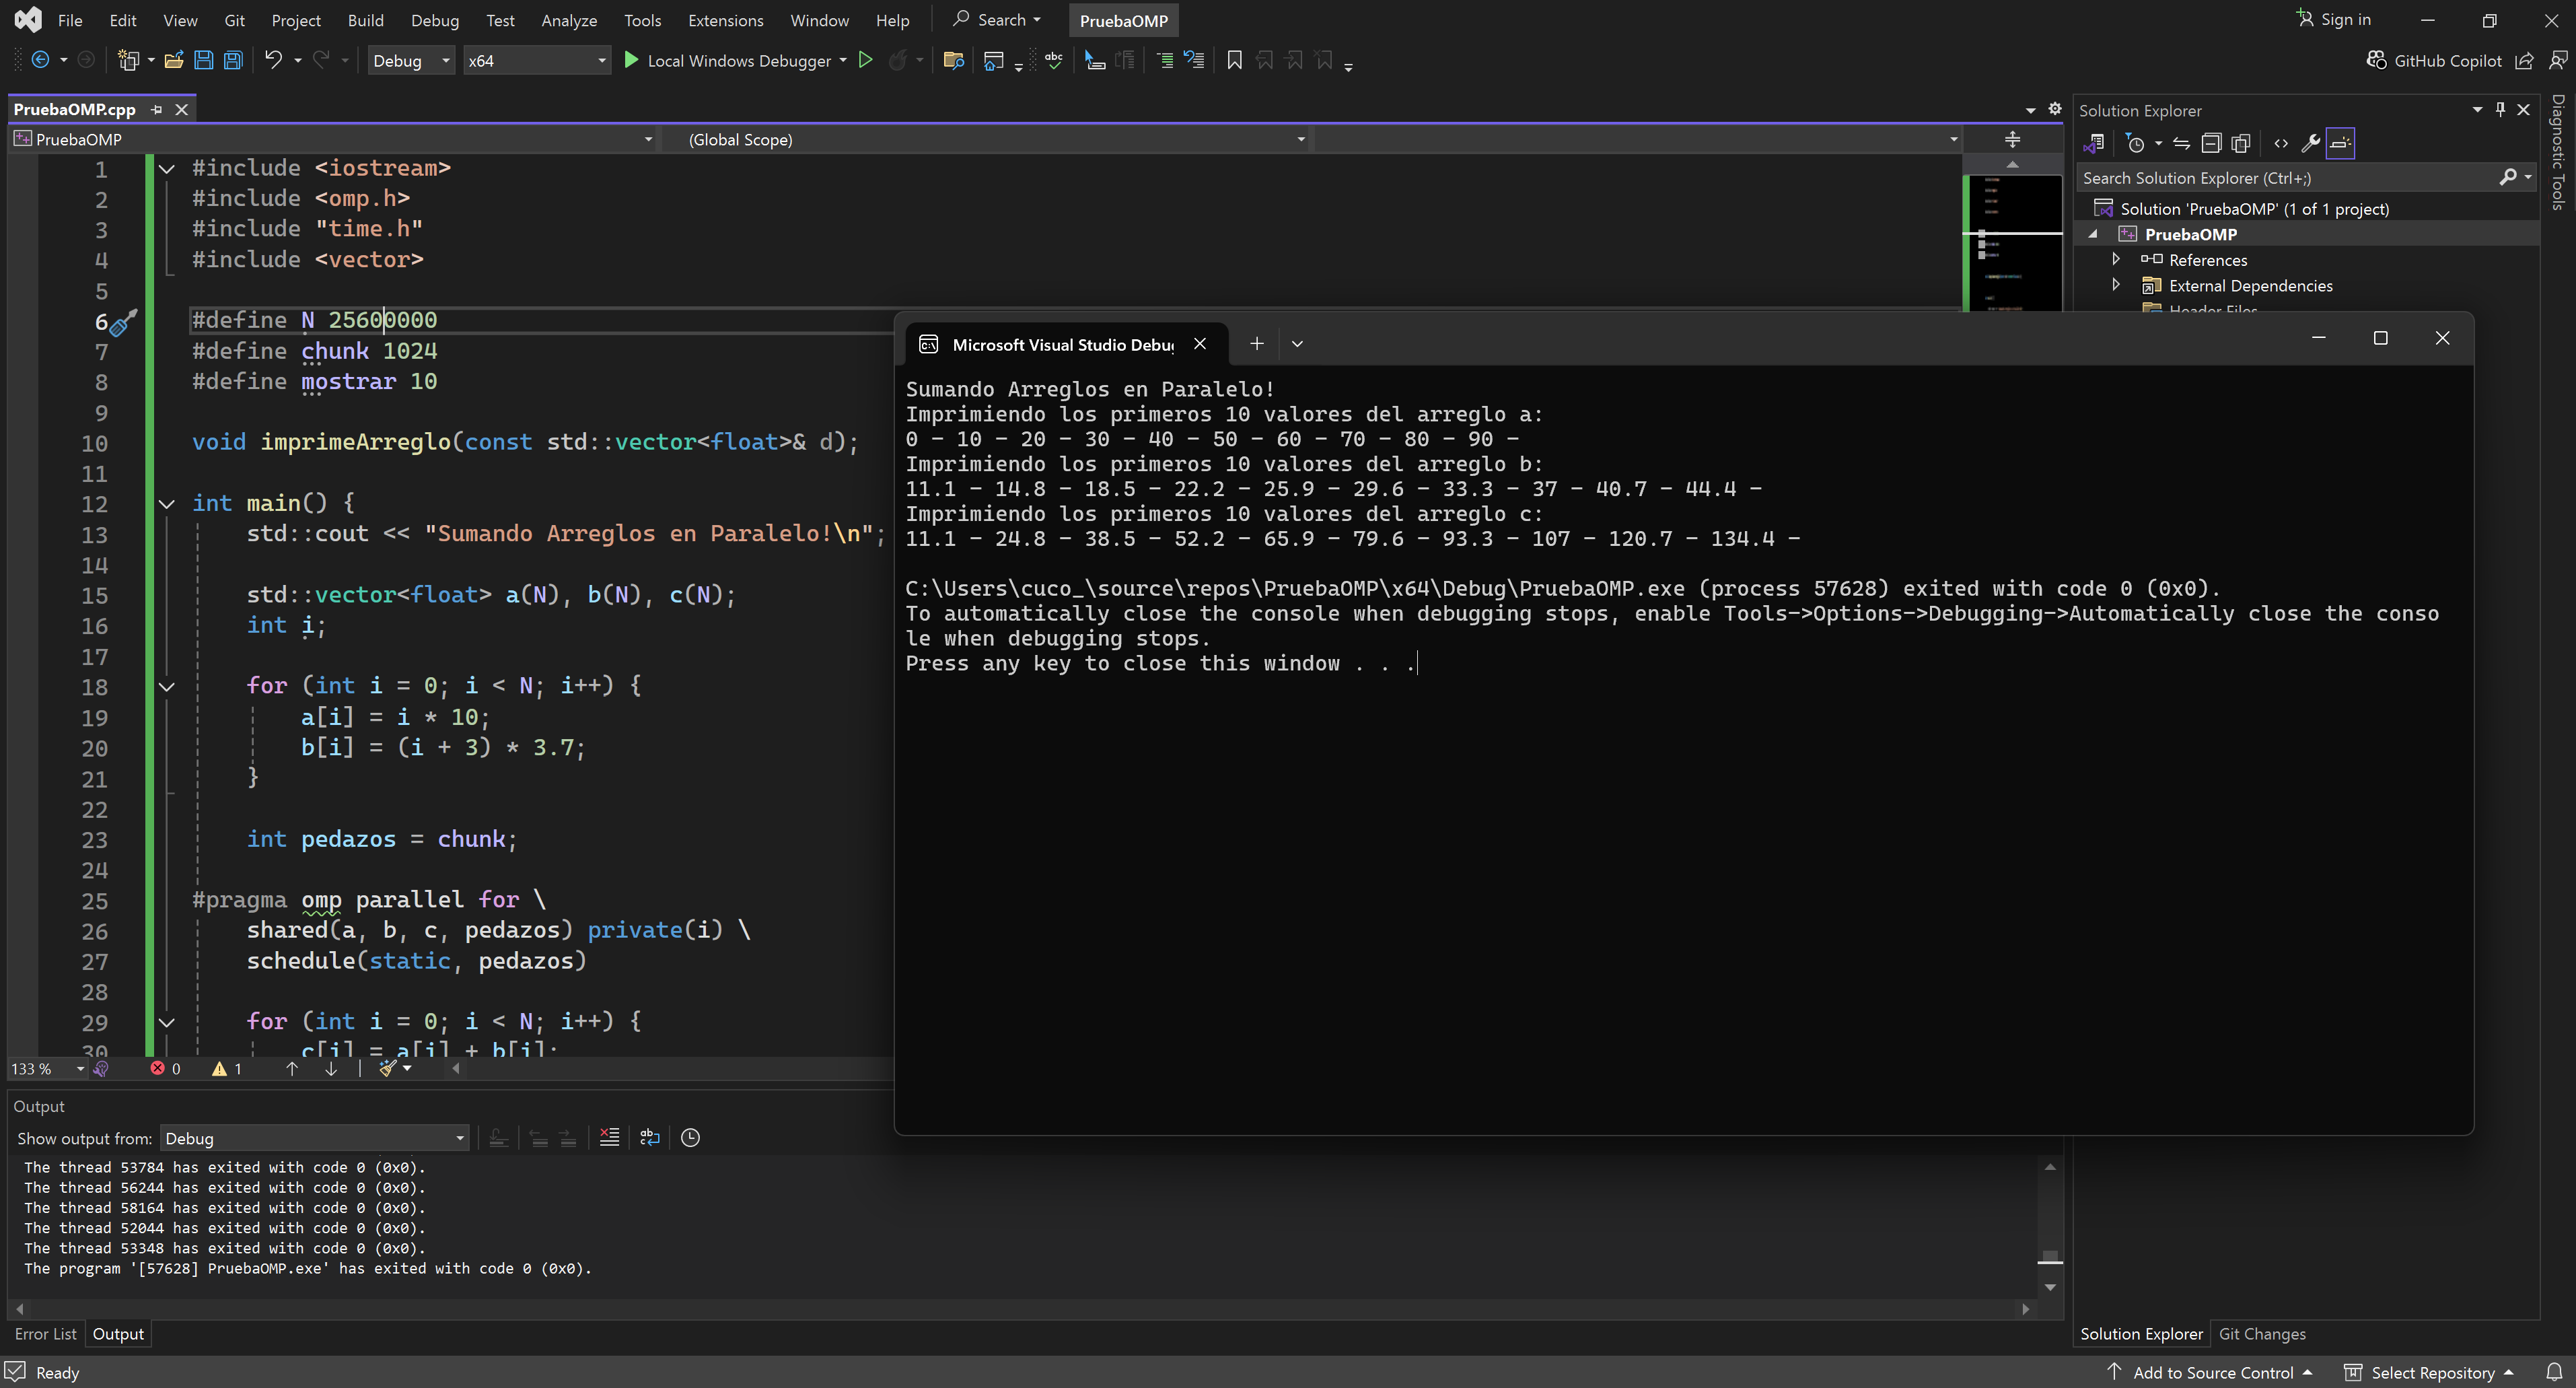 File Edit View Git Project Build Debug Test Analyze Tools Extensions Window Help Search PruebaOMP Sign in
Debug x64 Local Windows Debugger GitHub Copilot
PruebaOMP.cpp
PruebaOMP (Global Scope)
1 #include <iostream>
2 #include <omp.h>
3 #include "time.h"
4 #include <vector>
5
6 #define N 25600000
7 #define chunk 1024
8 #define mostrar 10
9
10 void imprimeArreglo(const std::vector<float>& d);
11
12 int main() {
13 std::cout << "Sumando Arreglos en Paralelo!\n";
14
15 std::vector<float> a(N), b(N), c(N);
16 int i;
17
18 for (int i = 0; i < N; i++) {
19 a[i] = i * 10;
20 b[i] = (i + 3) * 3.7;
21 }
22
23 int pedazos = chunk;
24
25 #pragma omp parallel for \
26 shared(a, b, c, pedazos) private(i) \
27 schedule(static, pedazos)
28
29 for (int i = 0; i < N; i++) {
30 c[i] = a[i] + b[i];
133 % 0 1
Microsoft Visual Studio Debu
Sumando Arreglos en Paralelo!
Imprimiendo los primeros 10 valores del arreglo a:
0 - 10 - 20 - 30 - 40 - 50 - 60 - 70 - 80 - 90 -
Imprimiendo los primeros 10 valores del arreglo b:
11.1 - 14.8 - 18.5 - 22.2 - 25.9 - 29.6 - 33.3 - 37 - 40.7 - 44.4 -
Imprimiendo los primeros 10 valores del arreglo c:
11.1 - 24.8 - 38.5 - 52.2 - 65.9 - 79.6 - 93.3 - 107 - 120.7 - 134.4 -
C:\Users\cuco_\source\repos\PruebaOMP\x64\Debug\PruebaOMP.exe (process 57628) exited with code 0 (0x0).
To automatically close the console when debugging stops, enable Tools->Options->Debugging->Automatically close the conso
le when debugging stops.
Press any key to close this window . . .
Solution Explorer
Search Solution Explorer (Ctrl+;)
Solution 'PruebaOMP' (1 of 1 project)
PruebaOMP
References
External Dependencies
Header Files
Diagnostic Tools
Output
Show output from: Debug
The thread 53784 has exited with code 0 (0x0).
The thread 56244 has exited with code 0 (0x0).
The thread 58164 has exited with code 0 (0x0).
The thread 52044 has exited with code 0 (0x0).
The thread 53348 has exited with code 0 (0x0).
The program '[57628] PruebaOMP.exe' has exited with code 0 (0x0).
Error List Output
Solution Explorer Git Changes
Ready Add to Source Control Select Repository